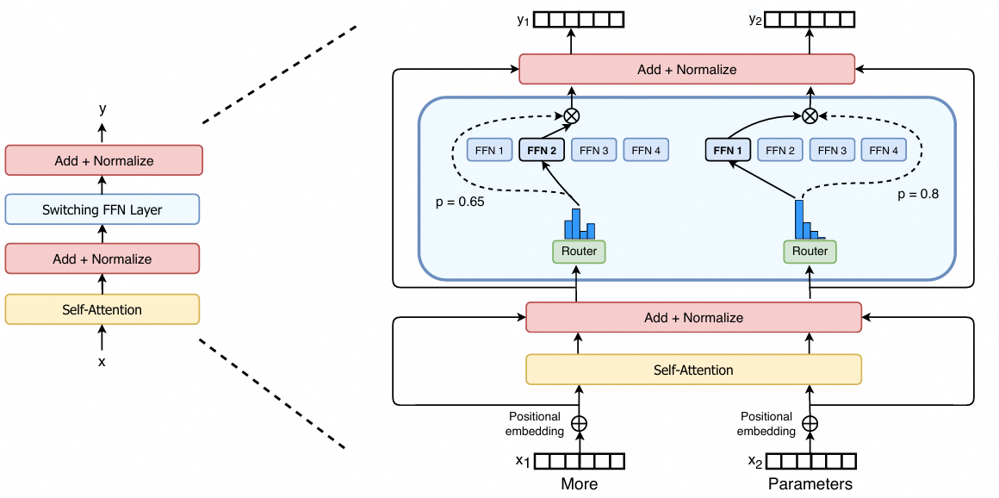 y
Add + Normalize
Switching FFN Layer
Add + Normalize
Self-Attention
x
y1
y2
Add + Normalize
FFN 1
FFN 2
FFN 3
FFN 4
FFN 1
FFN 2
FFN 3
FFN 4
p = 0.65
p = 0.8
Router
Router
Add + Normalize
Self-Attention
Positional
embedding
Positional
embedding
x1
x2
More
Parameters